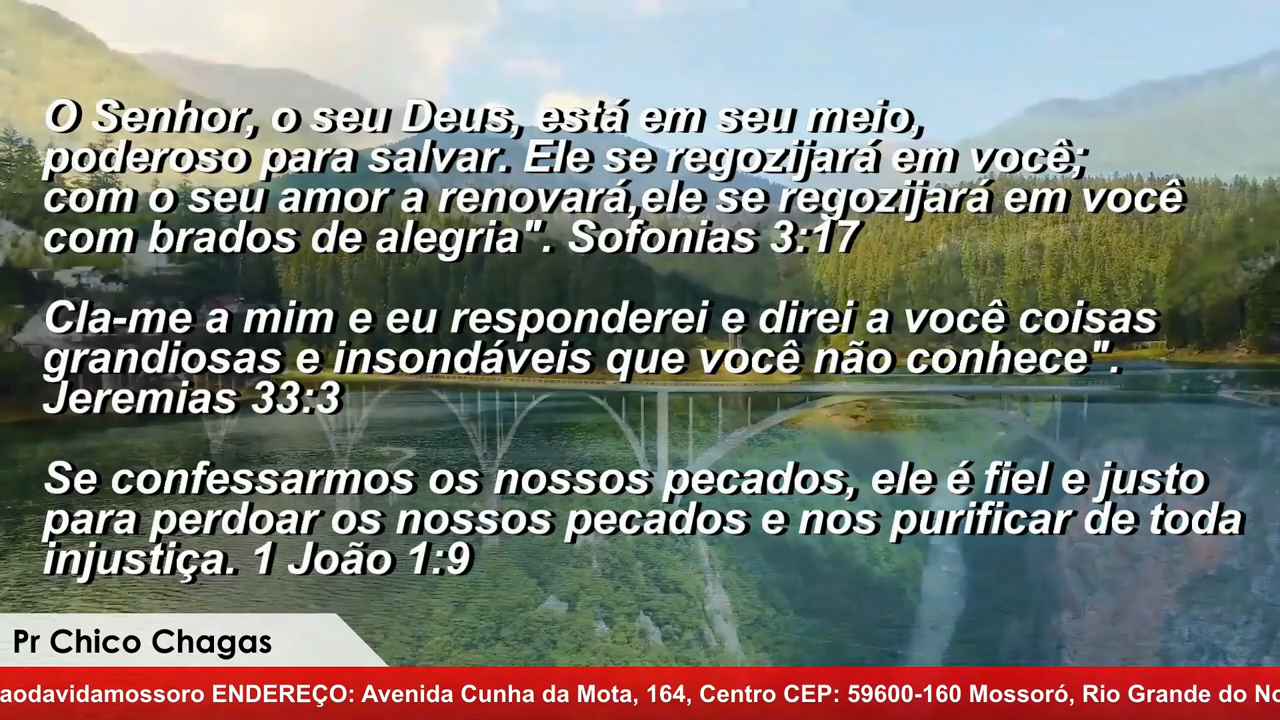 O Senhor, o seu Deus, está em seu meio,
poderoso para salvar. Ele se regozijará em você;
com o seu amor a renovará,ele se regozijará em você
com brados de alegria". Sofonias 3:17
Cla-me a mim e eu responderei e direi a você coisas
grandiosas e insondáveis que você não conhece".
Jeremias 33:3
Se confessarmos os nossos pecados, ele é fiel e justo
para perdoar os nossos pecados e nos purificar de toda
injustiça. 1 João 1:9
Pr Chico Chagas
aodavidamossoro ENDEREÇO: Avenida Cunha da Mota, 164, Centro CEP: 59600-160 Mossoró, Rio Grande do No